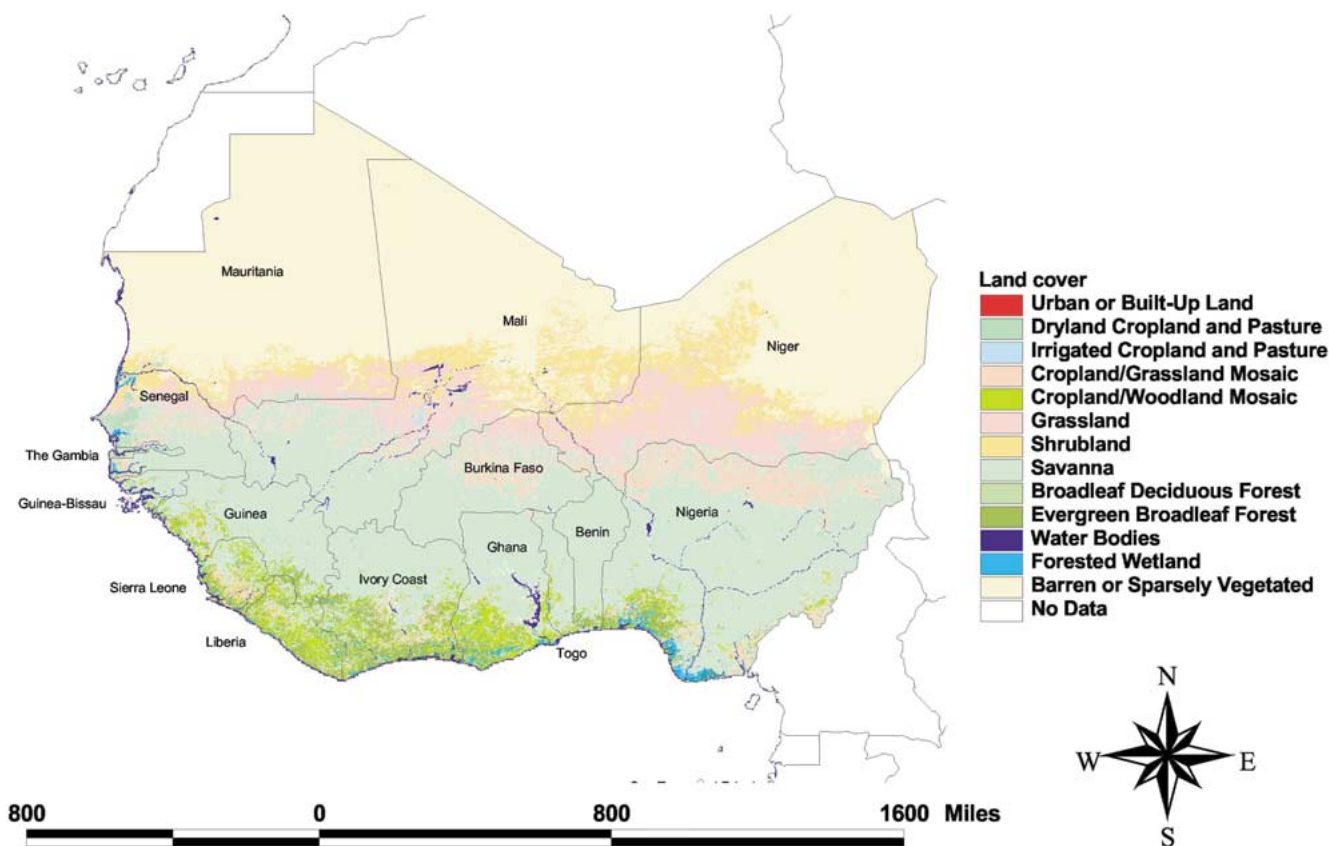 Mauritania
Mali
Niger
Senegal
The Gambia
Burkina Faso
Guinea-Bissau
Guinea
Nigeria
Benin
Ghana
Ivory Coast
Sierra Leone
Liberia
Togo
Land cover
Urban or Built-Up Land
Dryland Cropland and Pasture
Irrigated Cropland and Pasture
Cropland/Grassland Mosaic
Cropland/Woodland Mosaic
Grassland
Shrubland
Savanna
Broadleaf Deciduous Forest
Evergreen Broadleaf Forest
Water Bodies
Forested Wetland
Barren or Sparsely Vegetated
No Data
N
W E
S
800 0 800 1600 Miles